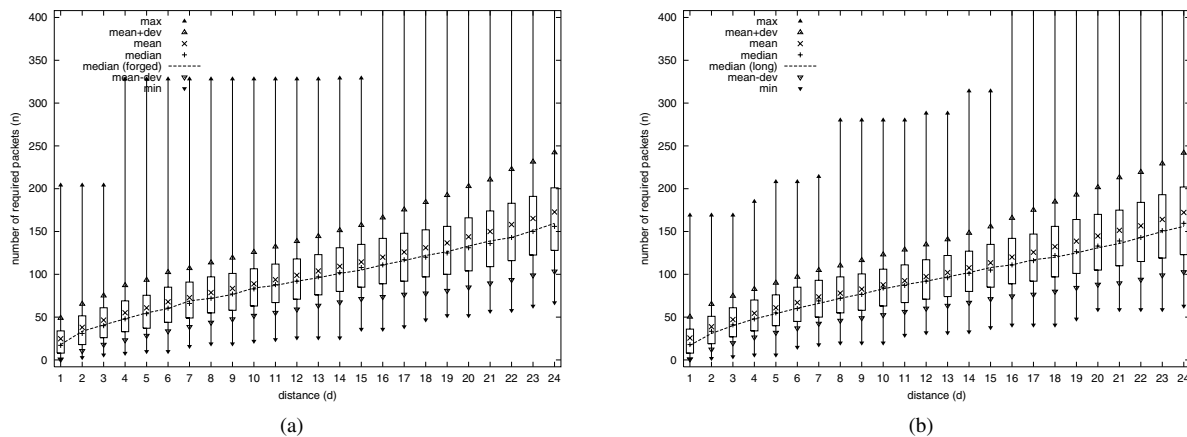 max
mean+dev
mean
median
median (forged)
mean-dev
min
400
350
300
250
200
150
100
50
0
number of required packets (n)
1 2 3 4 5 6 7 8 9 10 11 12 13 14 15 16 17 18 19 20 21 22 23 24
distance (d)
(a)
max
mean+dev
mean
median
median (long)
mean-dev
min
400
350
300
250
200
150
100
50
0
number of required packets (n)
1 2 3 4 5 6 7 8 9 10 11 12 13 14 15 16 17 18 19 20 21 22 23 24
distance (d)
(b)